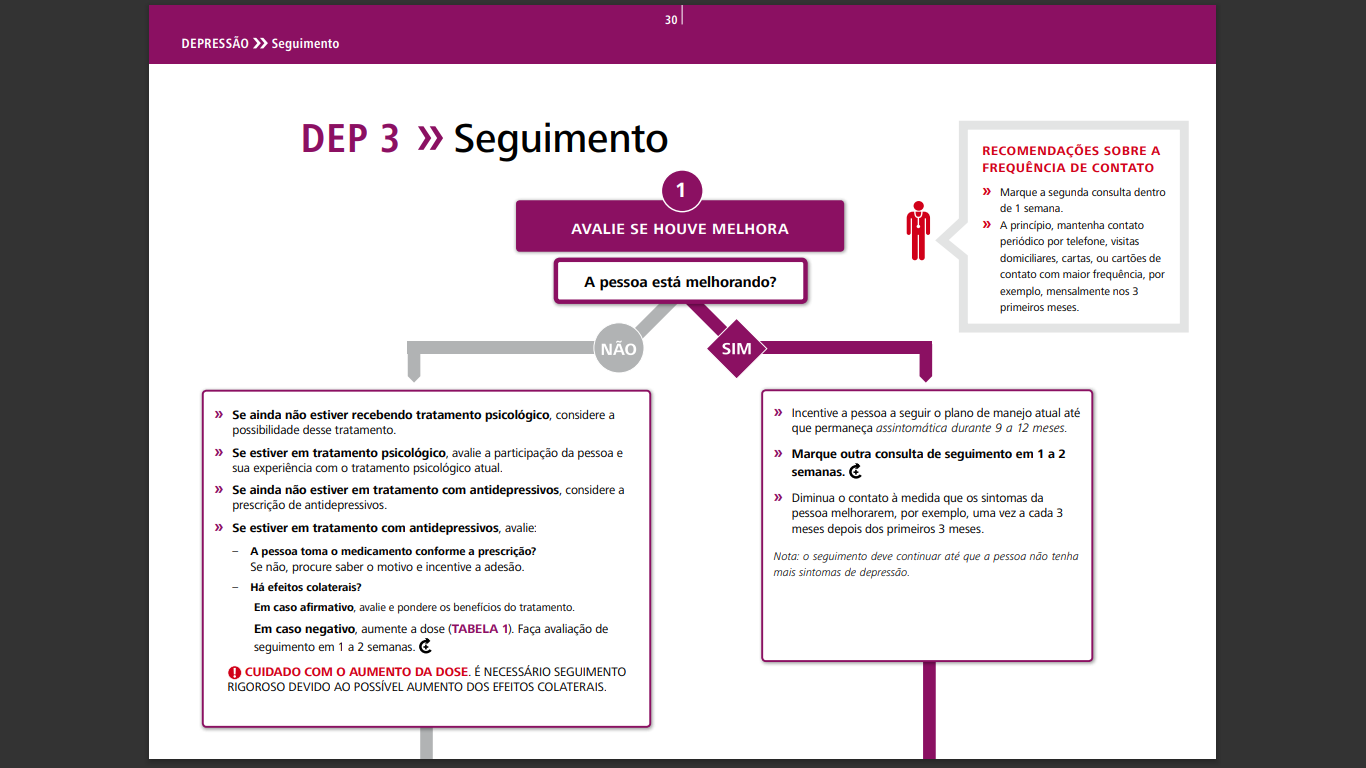 30
DEPRESSÃO » Seguimento
DEP 3 » Seguimento
1
AVALIE SE HOUVE MELHORA
A pessoa está melhorando?
NÃO
SIM
RECOMENDAÇÕES SOBRE A
FREQUÊNCIA DE CONTATO
» Marque a segunda consulta dentro
de 1 semana.
» A princípio, mantenha contato
periódico por telefone, visitas
domiciliares, cartas, ou cartões de
contato com maior frequência, por
exemplo, mensalmente nos 3
primeiros meses.
» Se ainda não estiver recebendo tratamento psicológico, considere a
possibilidade desse tratamento.
» Se estiver em tratamento psicológico, avalie a participação da pessoa e
sua experiência com o tratamento psicológico atual.
» Se ainda não estiver em tratamento com antidepressivos, considere a
prescrição de antidepressivos.
» Se estiver em tratamento com antidepressivos, avalie:
– A pessoa toma o medicamento conforme a prescrição?
Se não, procure saber o motivo e incentive a adesão.
– Há efeitos colaterais?
Em caso afirmativo, avalie e pondere os benefícios do tratamento.
Em caso negativo, aumente a dose (TABELA 1). Faça avaliação de
seguimento em 1 a 2 semanas.
! CUIDADO COM O AUMENTO DA DOSE. É NECESSÁRIO SEGUIMENTO
RIGOROSO DEVIDO AO POSSÍVEL AUMENTO DOS EFEITOS COLATERAIS.
» Incentive a pessoa a seguir o plano de manejo atual até
que permaneça assintomática durante 9 a 12 meses.
» Marque outra consulta de seguimento em 1 a 2
semanas.
» Diminua o contato à medida que os sintomas da
pessoa melhorarem, por exemplo, uma vez a cada 3
meses depois dos primeiros 3 meses.
Nota: o seguimento deve continuar até que a pessoa não tenha
mais sintomas de depressão.